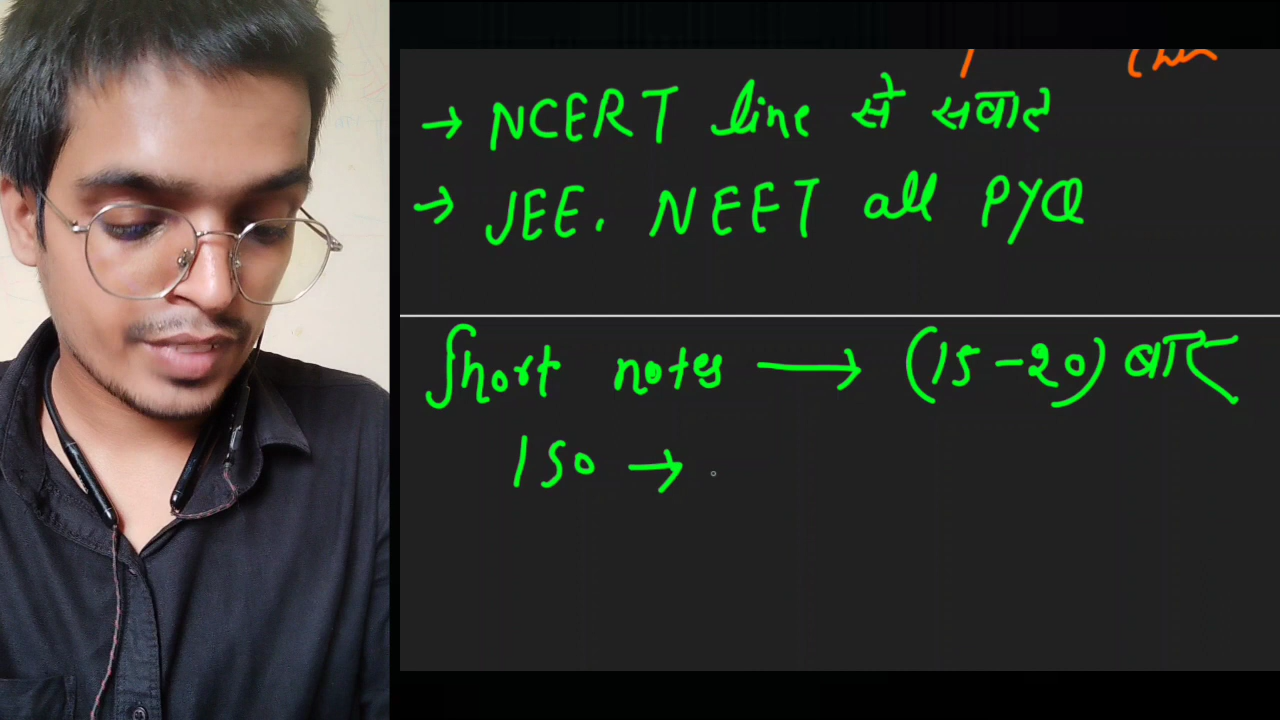 → NCERT line से सवाल
→ JEE. NEET all PYQ
Short notes → (15-20) बार
150 →